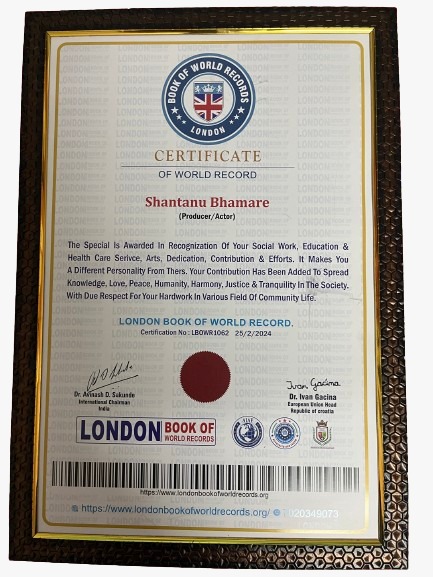 BOOK OF WORLD RECORDS
LONDON
CERTIFICATE
OF WORLD RECORD
Shantanu Bhamare
(Producer/Actor)
The Special Is Awarded In Recognization Of Your Social Work, Education &
Health Care Serivce, Arts, Dedication, Contribution & Efforts. It Makes You
A Different Personality From Thers. Your Contribution Has Been Added To Spread
Knowledge, Love, Peace, Humanity, Harmony, Justice & Tranquility In The Society.
With Due Respect For Your Hardwork In Various Field Of Community Life.
LONDON BOOK OF WORLD RECORD.
Certification No : LBOWR1062 25/2/2024
Dr. Avinash D. Sukunde
International Chairman
India
Ivan Gacina
Dr. Ivan Gacina
European Union Head
Republic of croatia
LONDON BOOK OF
WORLD RECORDS
https://www.londonbookofworldrecords.org
https://www.londonbookofworldrecords.org/ 020349073